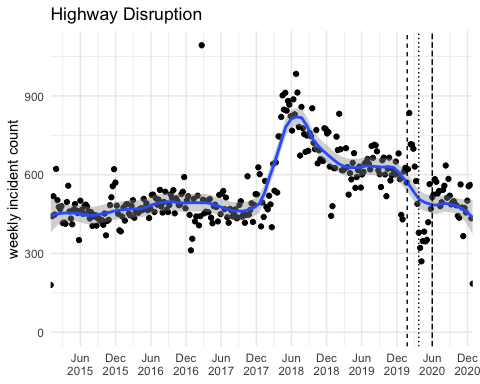 Highway Disruption
weekly incident count
900
600
300
0
Jun Dec Jun Dec Jun Dec Jun Dec Jun Dec Jun Dec
2015 2015 2016 2016 2017 2017 2018 2018 2019 2019 2020 2020